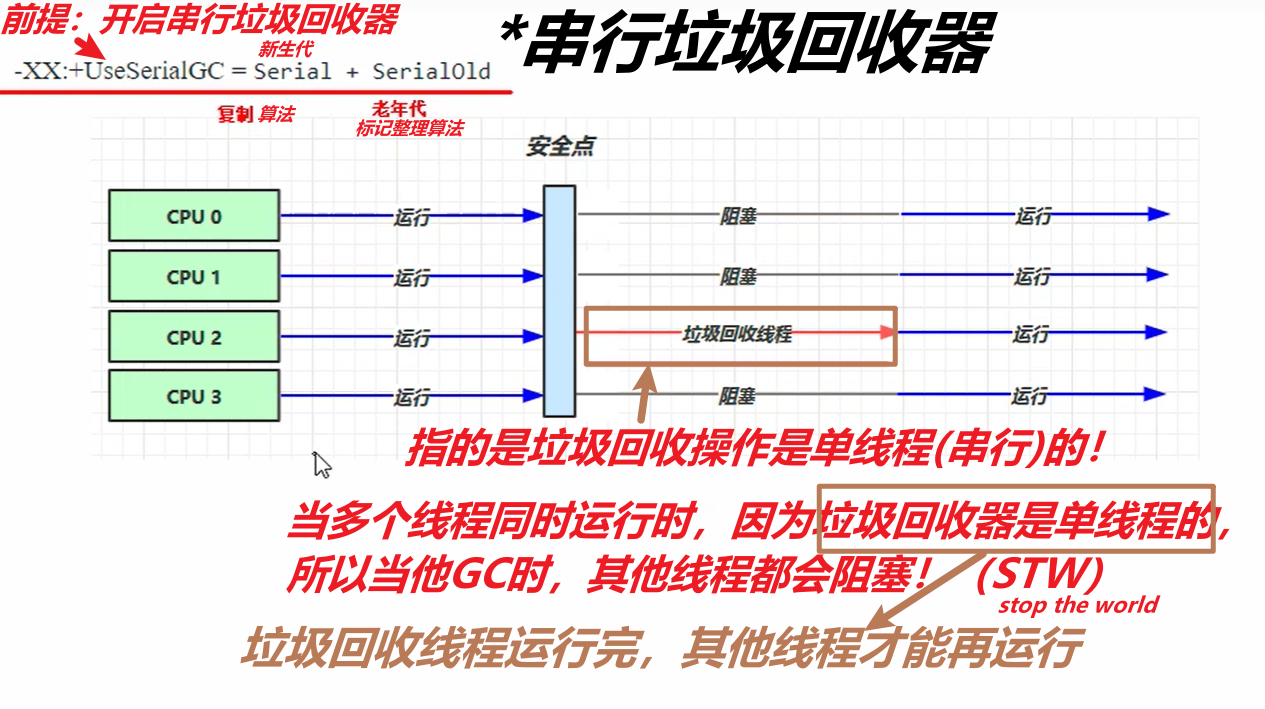 前提：开启串行垃圾回收器
*串行垃圾回收器
新生代
-XX:+UseSerialGC = Serial + SerialOld
复制 算法
老年代
标记整理算法
安全点
CPU 0 运行 阻塞 运行
CPU 1 运行 阻塞 运行
CPU 2 运行 垃圾回收线程 运行
CPU 3 运行 阻塞 运行
指的是垃圾回收操作是单线程(串行)的！
当多个线程同时运行时，因为垃圾回收器是单线程的，
所以当他GC时，其他线程都会阻塞！（STW）
stop the world
垃圾回收线程运行完，其他线程才能再运行